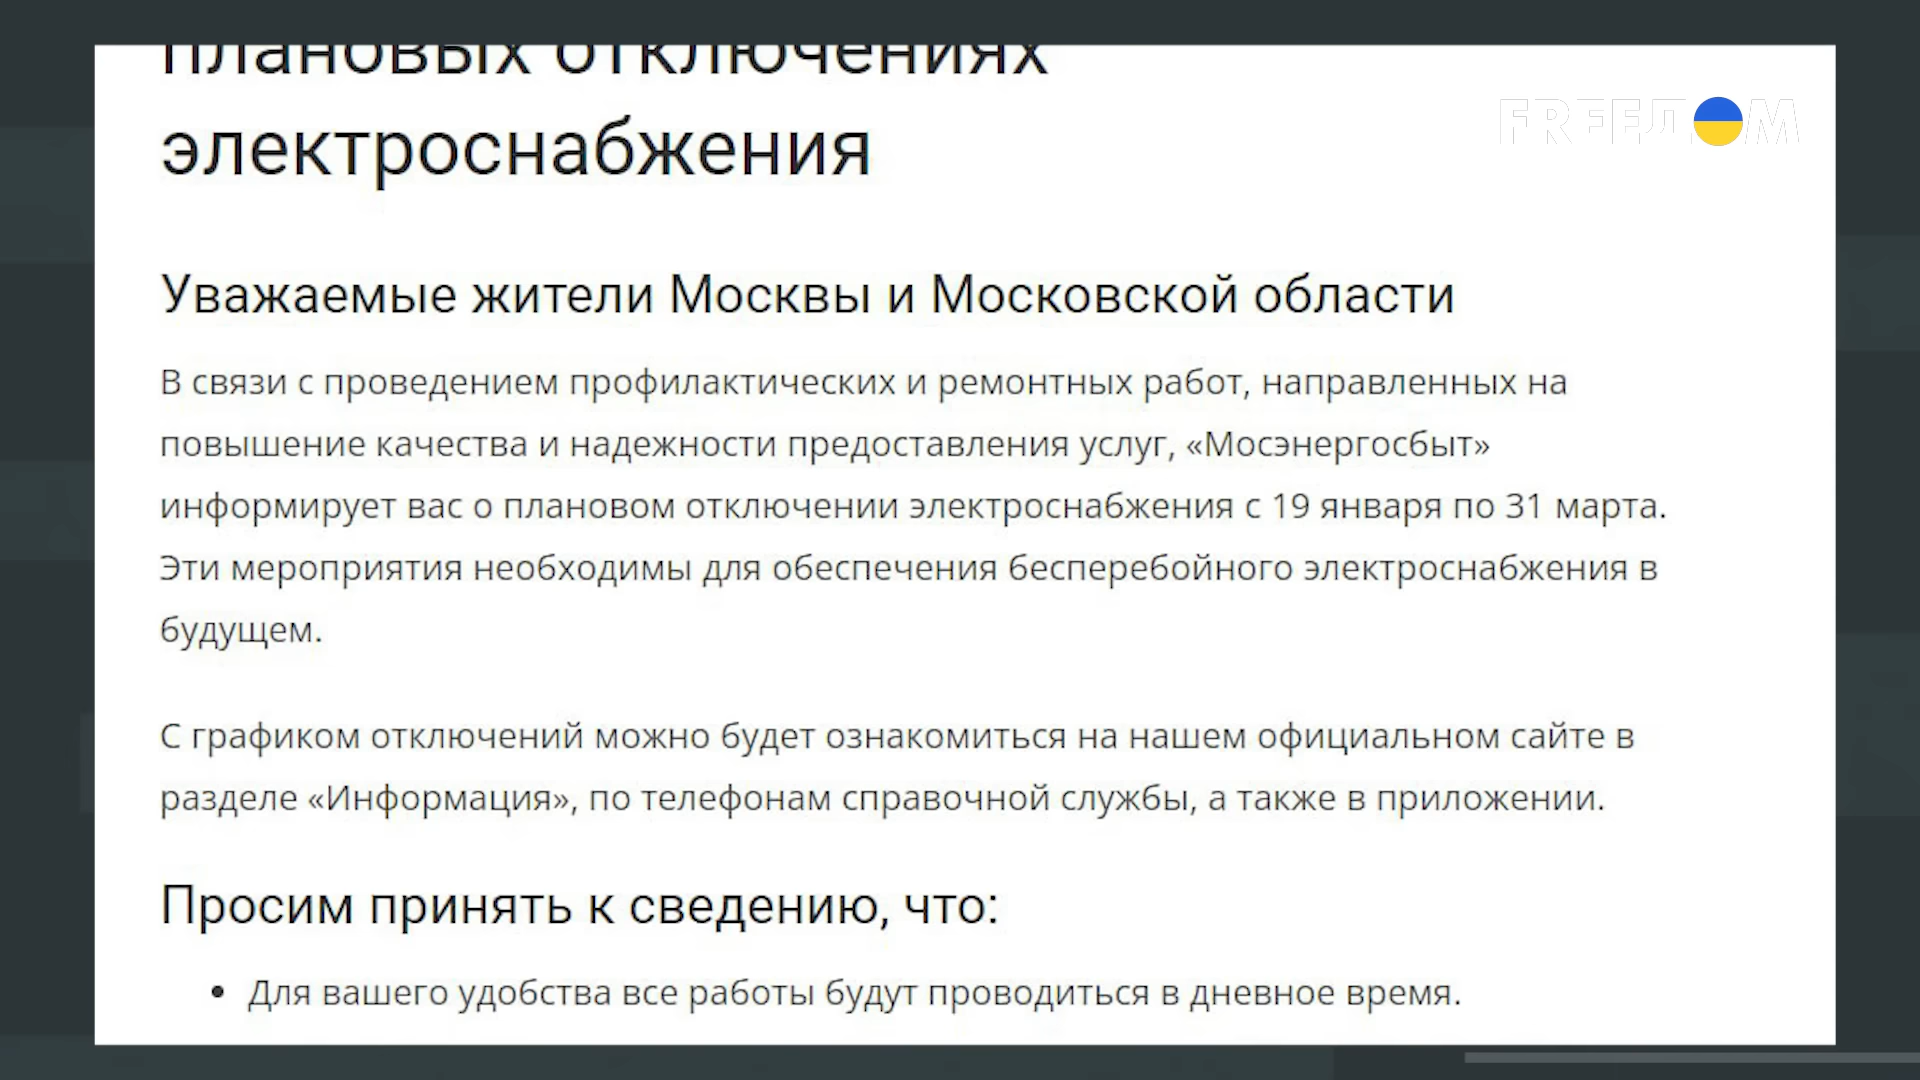 плановых отключениях
FREEДОМ
электроснабжения
Уважаемые жители Москвы и Московской области
В связи с проведением профилактических и ремонтных работ, направленных на
повышение качества и надежности предоставления услуг, «Мосэнергосбыт»
информирует вас о плановом отключении электроснабжения с 19 января по 31 марта.
Эти мероприятия необходимы для обеспечения бесперебойного электроснабжения в
будущем.
С графиком отключений можно будет ознакомиться на нашем официальном сайте в
разделе «Информация», по телефонам справочной службы, а также в приложении.
Просим принять к сведению, что:
• Для вашего удобства все работы будут проводиться в дневное время.